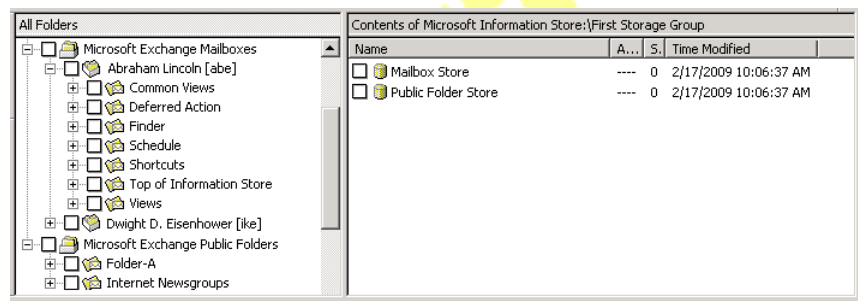 All Folders
Microsoft Exchange Mailboxes
Abraham Lincoln [abe]
Common Views
Deferred Action
Finder
Schedule
Shortcuts
Top of Information Store
Views
Dwight D. Eisenhower [ike]
Microsoft Exchange Public Folders
Folder-A
Internet Newsgroups
Contents of Microsoft Information Store:\First Storage Group
Name A... S. Time Modified
Mailbox Store ---- 0 2/17/2009 10:06:37 AM
Public Folder Store ---- 0 2/17/2009 10:06:37 AM